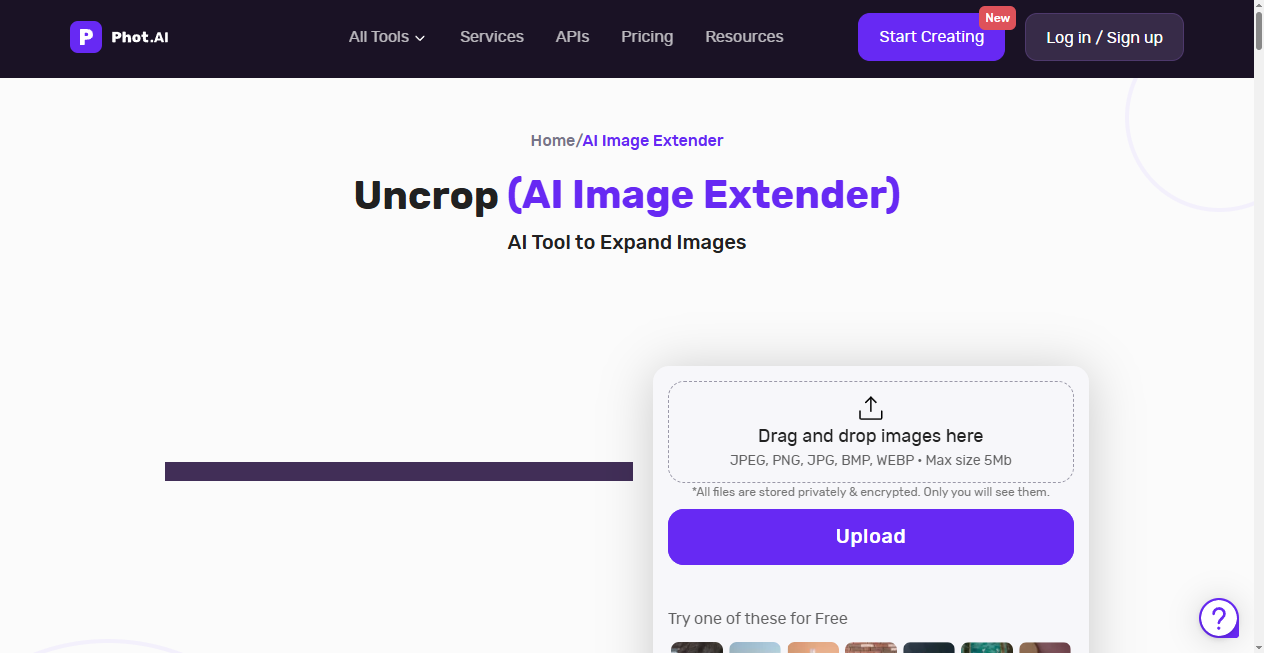 P Phot.AI
All Tools Services APIs Pricing Resources Start Creating New Log in / Sign up
Home/AI Image Extender
Uncrop (AI Image Extender)
AI Tool to Expand Images
Drag and drop images here
JPEG, PNG, JPG, BMP, WEBP • Max size 5Mb
*All files are stored privately & encrypted. Only you will see them.
Upload
Try one of these for Free
?